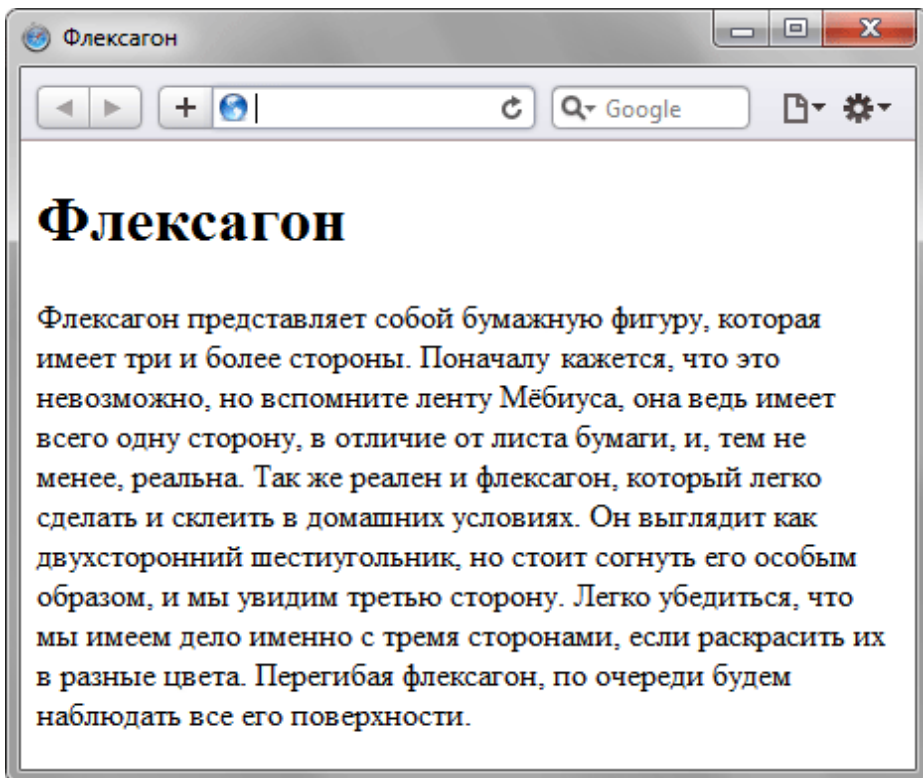 Флексагон
Google
Флексагон
Флексагон представляет собой бумажную фигуру, которая
имеет три и более стороны. Поначалу кажется, что это
невозможно, но вспомните ленту Мёбиуса, она ведь имеет
всего одну сторону, в отличие от листа бумаги, и, тем не
менее, реальна. Так же реален и флексагон, который легко
сделать и склеить в домашних условиях. Он выглядит как
двухсторонний шестиугольник, но стоит согнуть его особым
образом, и мы увидим третью сторону. Легко убедиться, что
мы имеем дело именно с тремя сторонами, если раскрасить их
в разные цвета. Перегибая флексагон, по очереди будем
наблюдать все его поверхности.